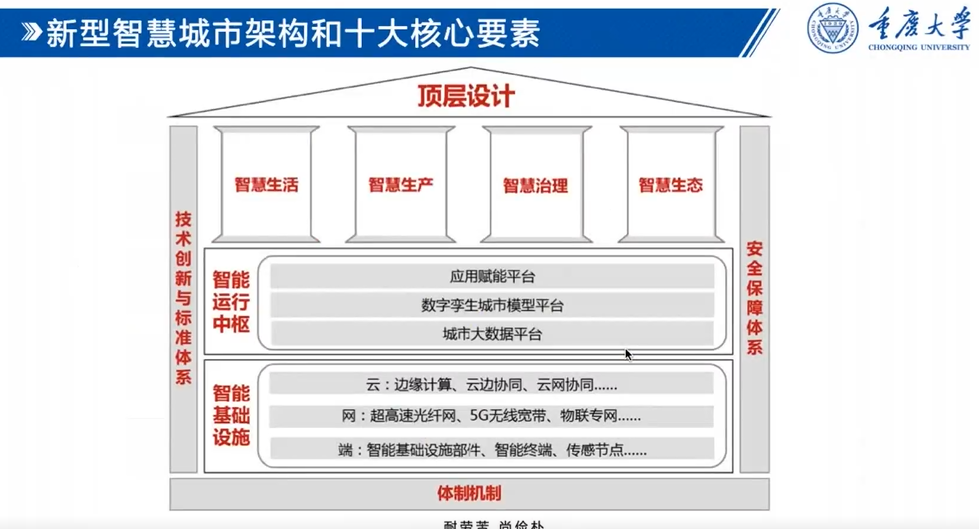 新型智慧城市架构和十大核心要素
重庆大学
CHONGQING UNIVERSITY
顶层设计
智慧生活
智慧生产
智慧治理
智慧生态
技术创新与标准体系
安全保障体系
智能
运行
中枢
应用赋能平台
数字孪生城市模型平台
城市大数据平台
智能
基础
设施
云：边缘计算、云边协同、云网协同......
网：超高速光纤网、5G无线宽带、物联专网......
端：智能基础设施部件、智能终端、传感节点......
体制机制
耐劳苦 尚俭朴